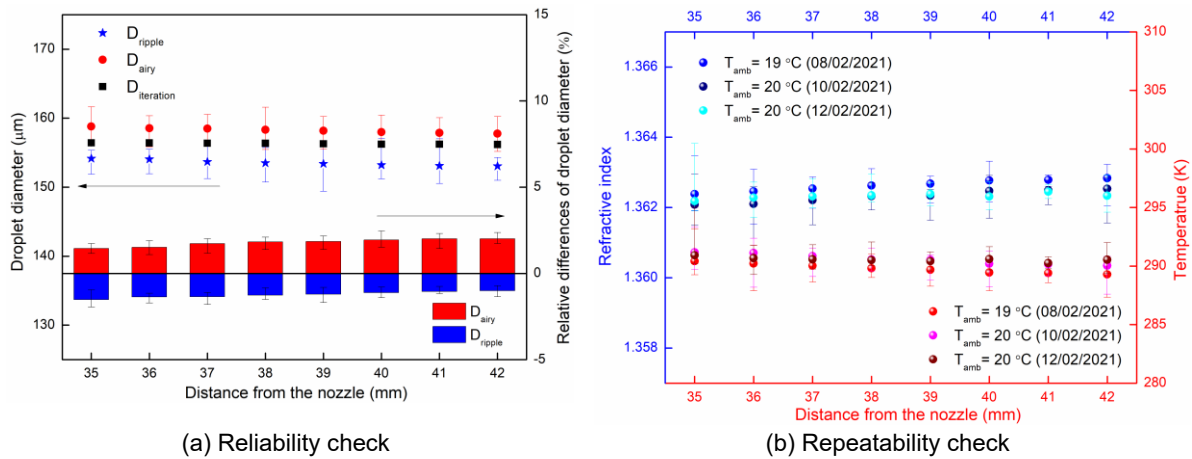 15
170
160
150
140
130
Droplet diameter (μm)
D_ripple
D_airy
D_iteration
10
5
0
-5
Relative differences of droplet diameter (%)
D_airy
D_ripple
35 36 37 38 39 40 41 42
Distance from the nozzle (mm)
(a) Reliability check
35 36 37 38 39 40 41 42
1.366
1.364
1.362
1.360
1.358
Refractive index
T_amb= 19 °C (08/02/2021)
T_amb= 20 °C (10/02/2021)
T_amb= 20 °C (12/02/2021)
310
305
300
295
290
285
280
Temperatrue (K)
T_amb= 19 °C (08/02/2021)
T_amb= 20 °C (10/02/2021)
T_amb= 20 °C (12/02/2021)
35 36 37 38 39 40 41 42
Distance from the nozzle (mm)
(b) Repeatability check